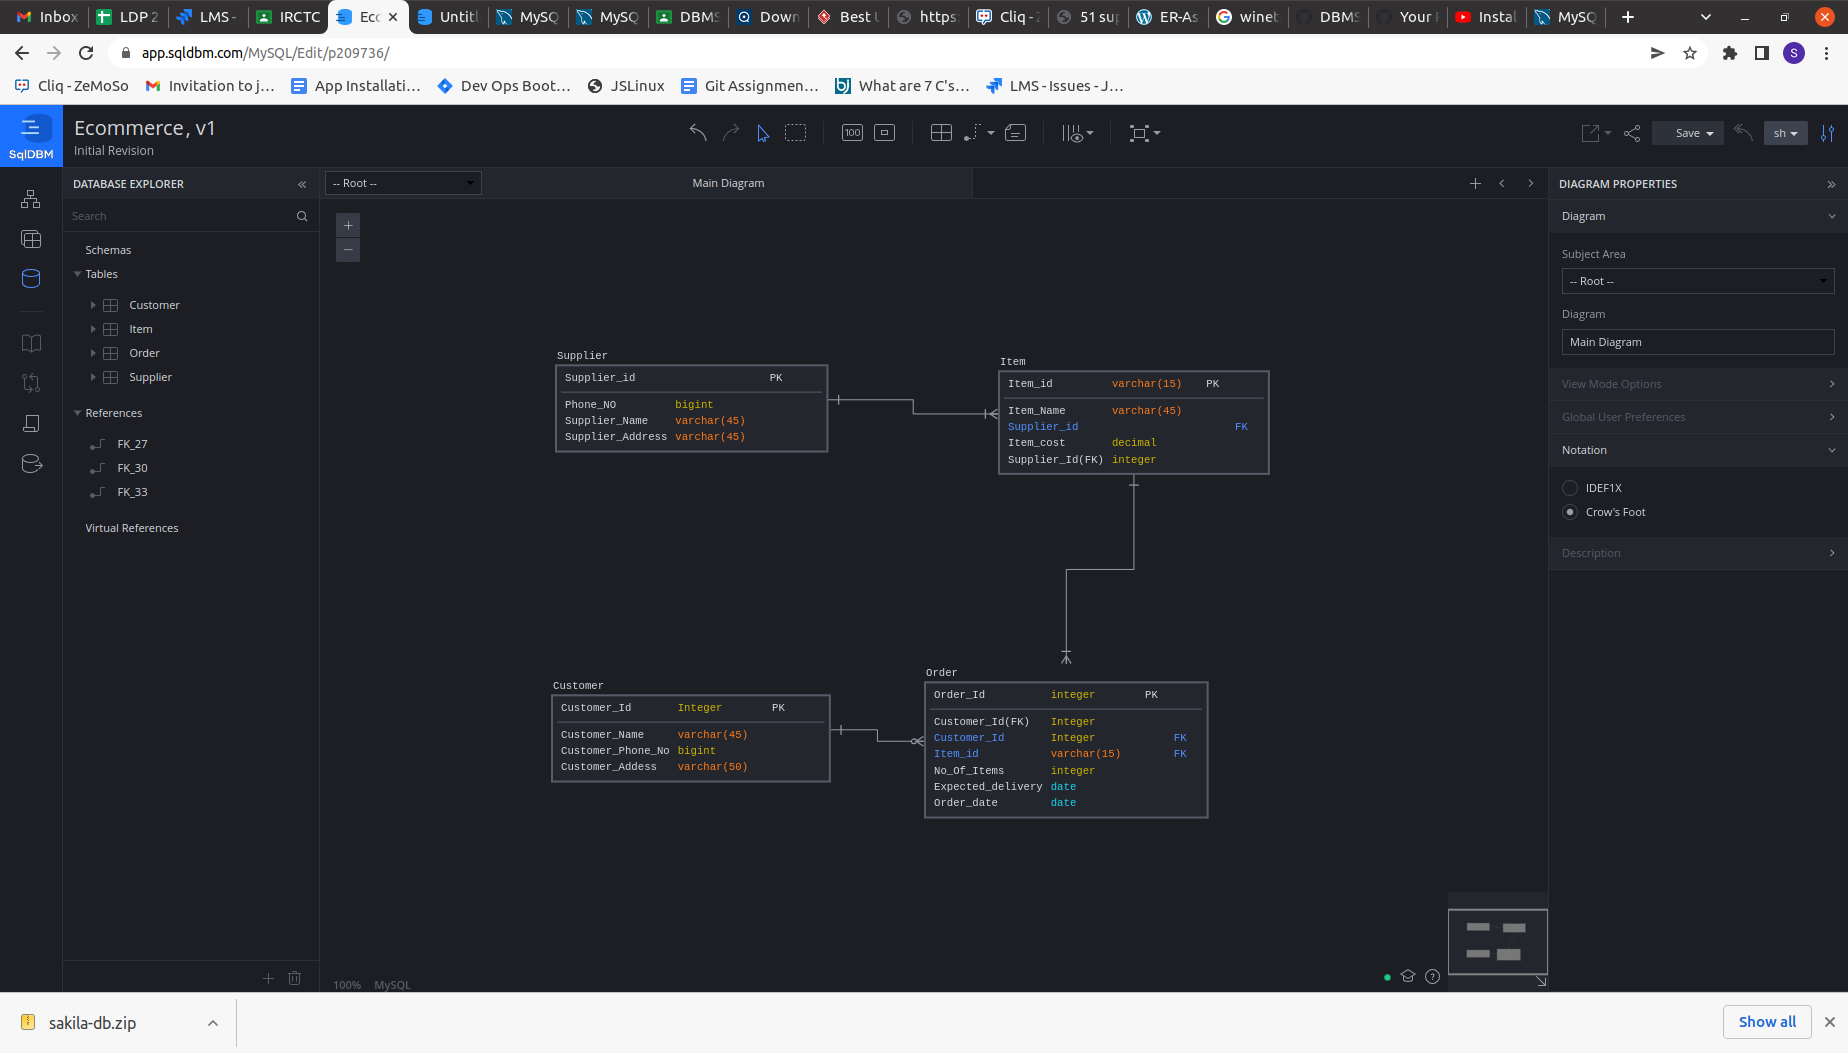 Inbox LDP 2 LMS - IRCTC Eco Untitl MySQ MySQ DBMS Down Best U https: Cliq - Z 51 sup ER-As G winet DBMS Your Instal MySQ
app.sqldbm.com/MySQL/Edit/p209736/ S
Cliq - ZeMoSo Invitation to j... App Installati... Dev Ops Boot... JSLinux Git Assignmen... bj What are 7 C's... LMS - Issues - J...
Ecommerce, v1
Initial Revision
SqlDBM
100
Save sh
DATABASE EXPLORER
Search
Schemas
Tables
Customer
Item
Order
Supplier
References
FK_27
FK_30
FK_33
Virtual References
-- Root -- Main Diagram
Supplier
Supplier_id PK
Phone_NO bigint
Supplier_Name varchar(45)
Supplier_Address varchar(45)
Item
Item_id varchar(15) PK
Item_Name varchar(45)
Supplier_id FK
Item_cost decimal
Supplier_Id(FK) integer
Customer
Customer_Id Integer PK
Customer_Name varchar(45)
Customer_Phone_No bigint
Customer_Addess varchar(50)
Order
Order_Id integer PK
Customer_Id(FK) Integer
Customer_Id Integer FK
Item_id varchar(15) FK
No_Of_Items integer
Expected_delivery date
Order_date date
100% MySQL
DIAGRAM PROPERTIES
Diagram
Subject Area
-- Root --
Diagram
Main Diagram
View Mode Options
Global User Preferences
Notation
IDEF1X
Crow's Foot
Description
sakila-db.zip
Show all